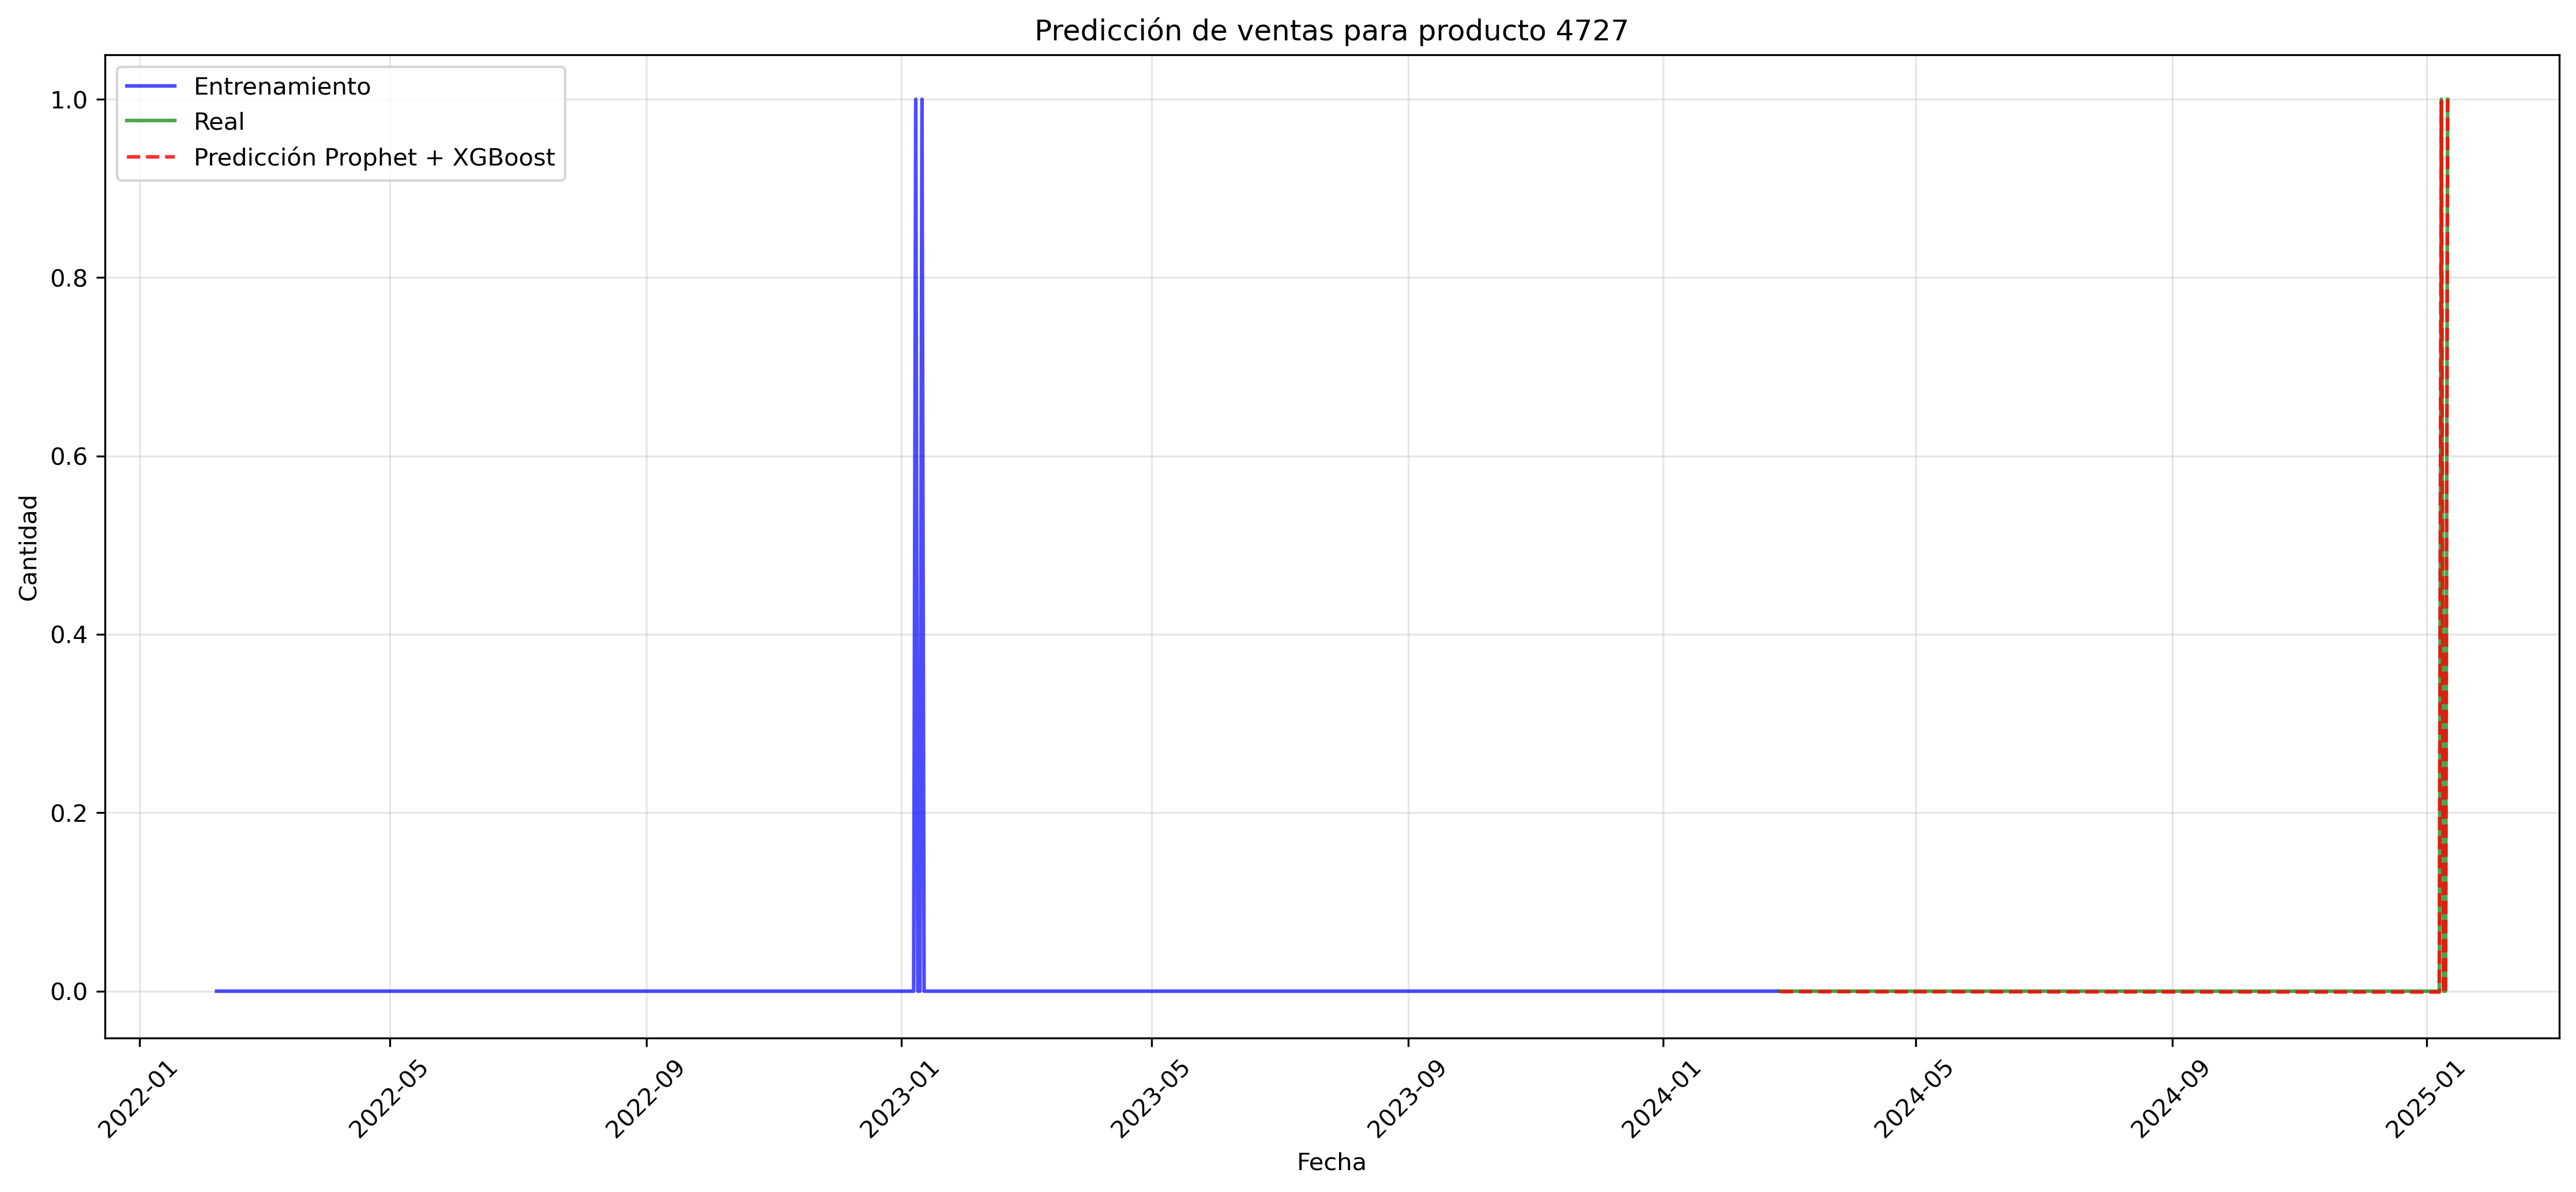 Predicción de ventas para producto 4727
Entrenamiento
Real
Predicción Prophet + XGBoost
1.0
0.8
0.6
0.4
0.2
0.0
Cantidad
2022-01
2022-05
2022-09
2023-01
2023-05
2023-09
2024-01
2024-05
2024-09
2025-01
Fecha